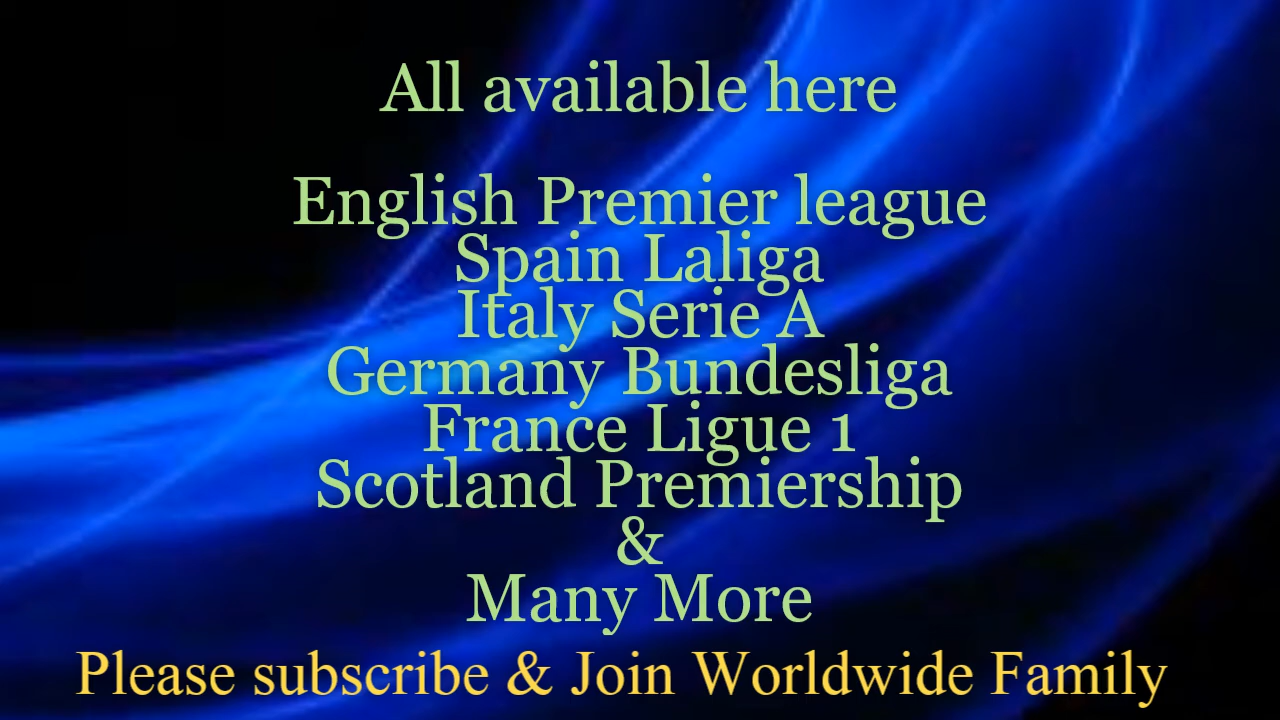 All available here
English Premier league
Spain Laliga
Italy Serie A
Germany Bundesliga
France Ligue 1
Scotland Premiership
&
Many More
Please subscribe & Join Worldwide Family